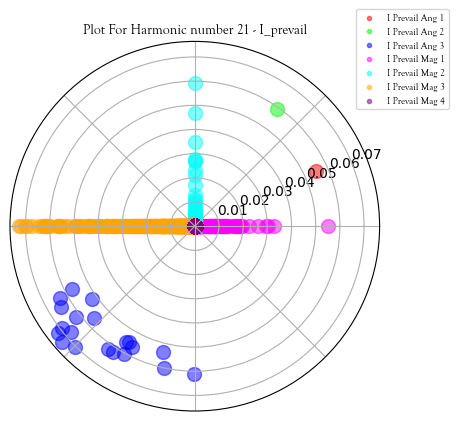 Plot For Harmonic number 21 - I_prevail
I Prevail Ang 1
I Prevail Ang 2
I Prevail Ang 3
I Prevail Mag 1
I Prevail Mag 2
I Prevail Mag 3
I Prevail Mag 4
0.07
0.06
0.05
0.04
0.03
0.02
0.01